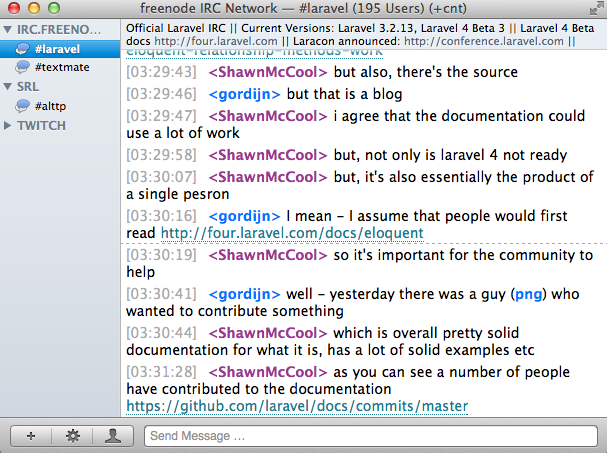 freenode IRC Network — #laravel (195 Users) (+cnt)
IRC.FREENO...
#laravel
#textmate
SRL
#alttp
TWITCH
Official Laravel IRC || Current Versions: Laravel 3.2.13, Laravel 4 Beta 3 || Laravel 4 Beta
docs http://four.laravel.com || Laracon announced: http://conference.laravel.com ||
eloquent-relationship-methods-work
[03:29:43] <ShawnMcCool> but also, there's the source
[03:29:46] <gordijn> but that is a blog
[03:29:47] <ShawnMcCool> i agree that the documentation could
use a lot of work
[03:29:58] <ShawnMcCool> but, not only is laravel 4 not ready
[03:30:07] <ShawnMcCool> but, it's also essentially the product of
a single pesron
[03:30:16] <gordijn> I mean - I assume that people would first
read http://four.laravel.com/docs/eloquent
[03:30:19] <ShawnMcCool> so it's important for the community to
help
[03:30:41] <gordijn> well - yesterday there was a guy (png) who
wanted to contribute something
[03:30:44] <ShawnMcCool> which is overall pretty solid
documentation for what it is, has a lot of solid examples etc
[03:31:28] <ShawnMcCool> as you can see a number of people
have contributed to the documentation
https://github.com/laravel/docs/commits/master
Send Message ...